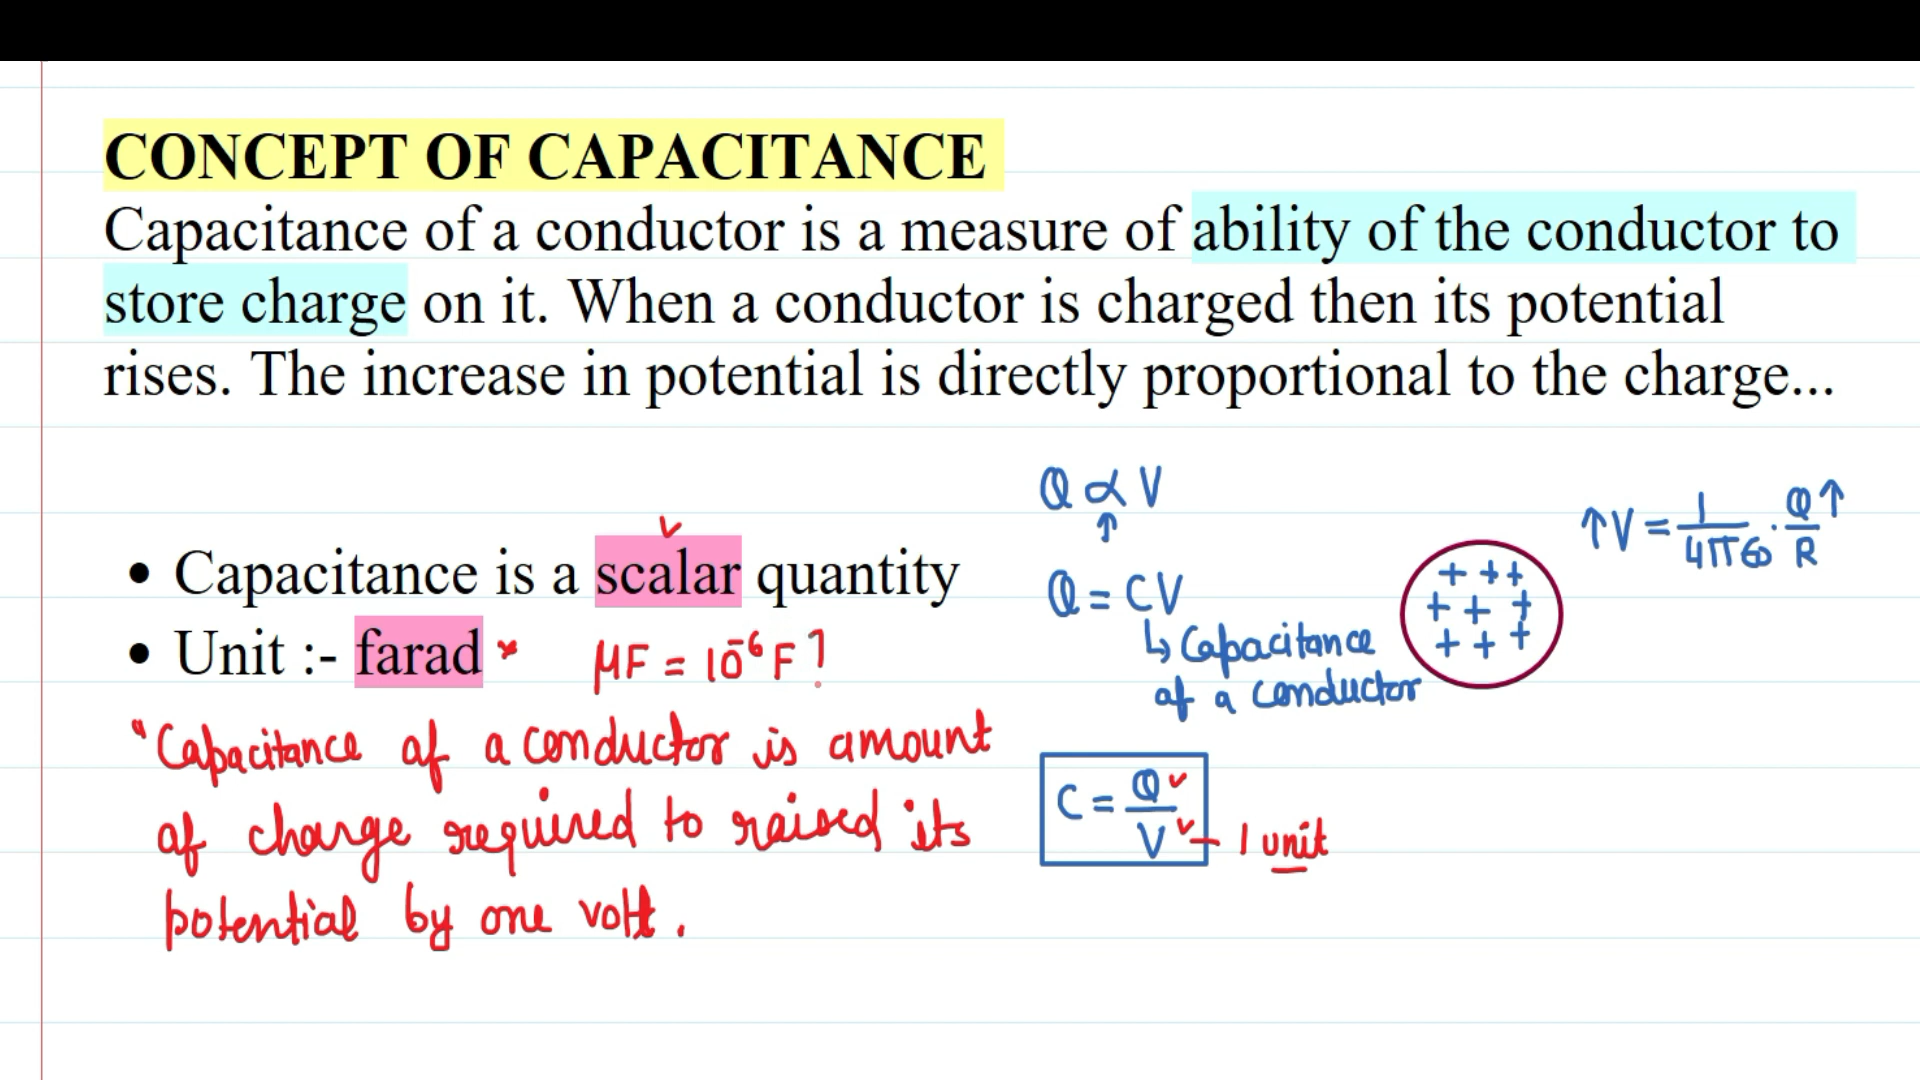 CONCEPT OF CAPACITANCE
Capacitance of a conductor is a measure of ability of the conductor to
store charge on it. When a conductor is charged then its potential
rises. The increase in potential is directly proportional to the charge...
• Capacitance is a scalar quantity
• Unit :- farad * μF = 10⁻⁶ F ?
"Capacitance of a conductor is amount
of charge required to raised its
potential by one volt.
Q ∝ V
↑
Q = CV
↳ Capacitance
of a conductor
C = Q/V – 1 unit
+ + +
+ + +
+ + +
↑V = 1/4πε₀ · Q↑/R